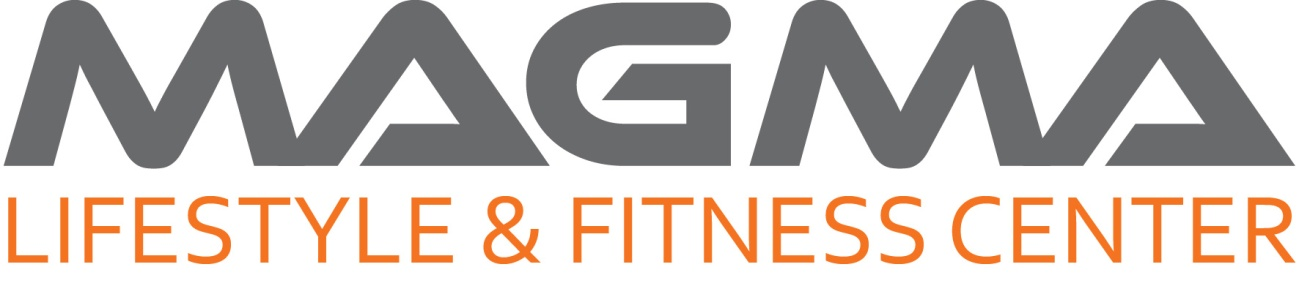 MAGMA
LIFESTYLE & FITNESS CENTER